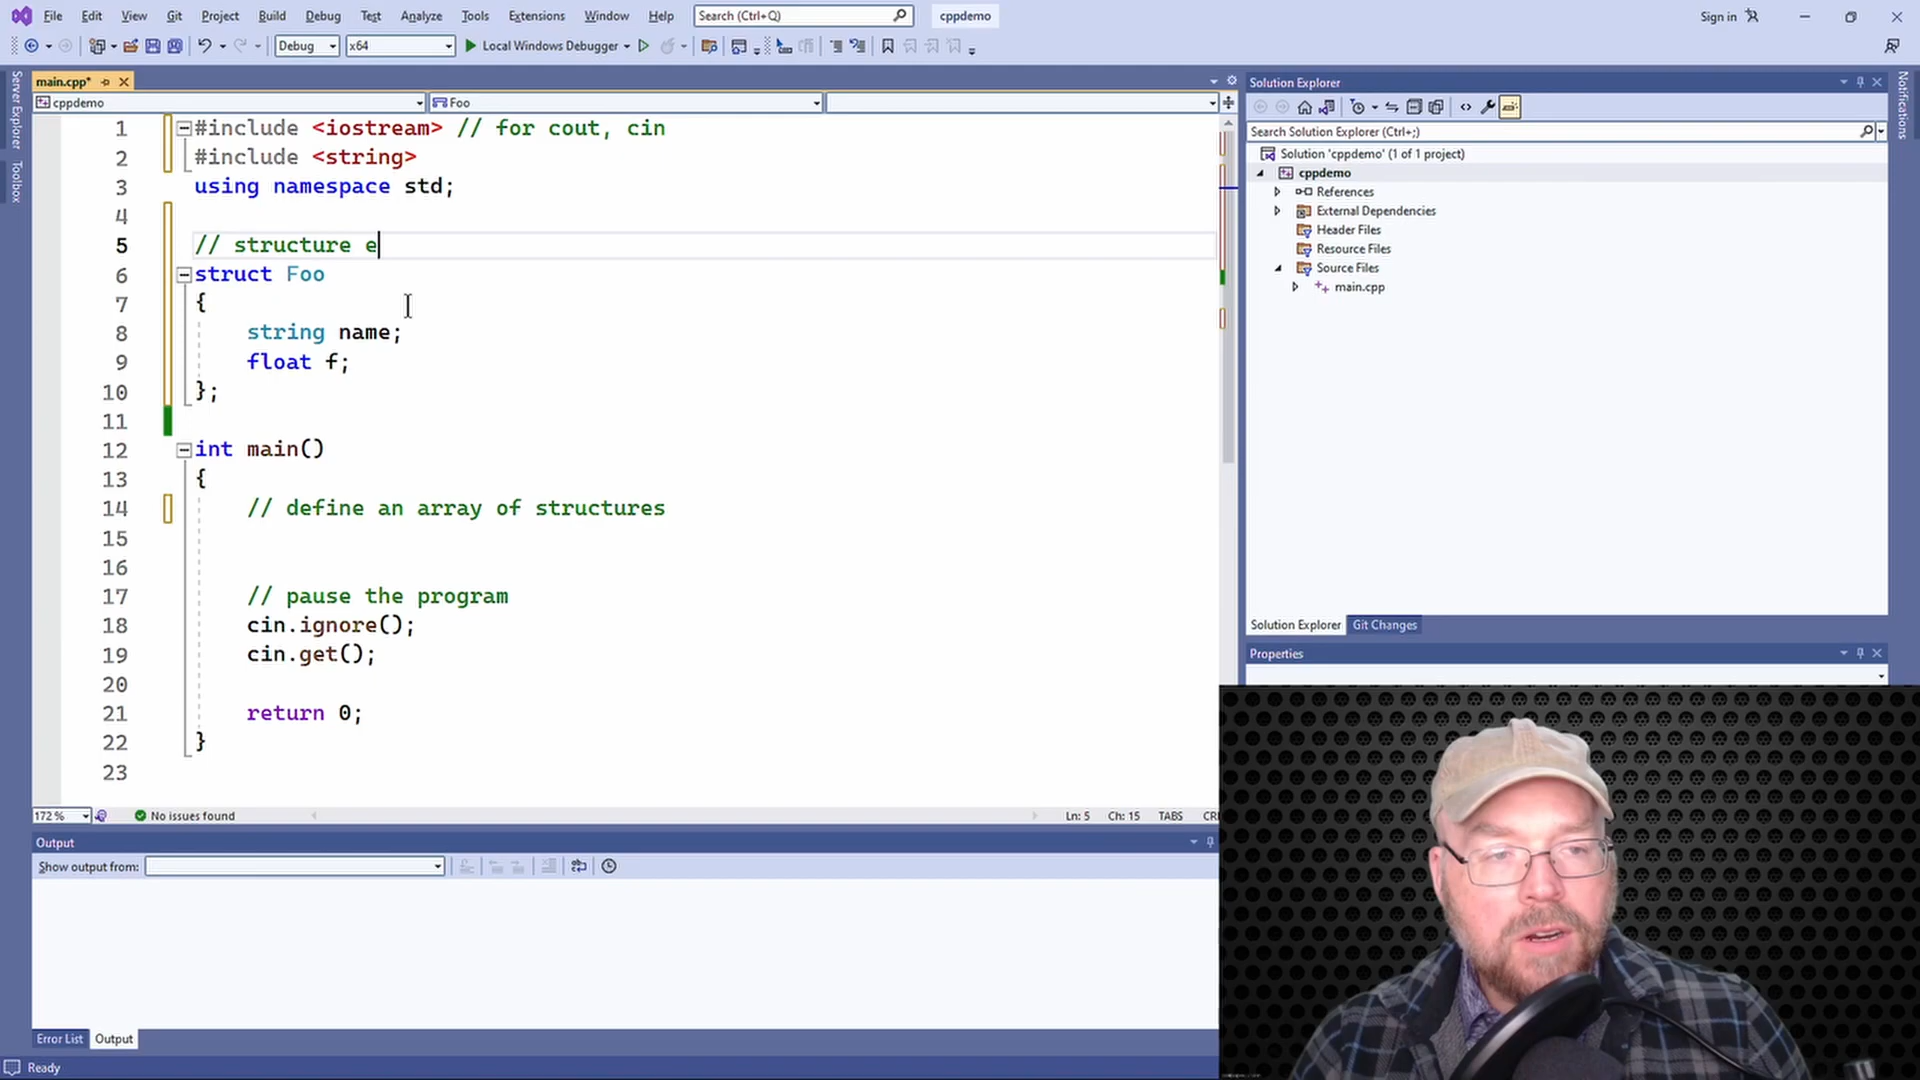 File Edit View Git Project Build Debug Test Analyze Tools Extensions Window Help Search (Ctrl+Q) cppdemo Sign in
Debug x64 Local Windows Debugger
Server Explorer
Toolbox
main.cpp*
cppdemo Foo
1 #include <iostream> // for cout, cin
2 #include <string>
3 using namespace std;
4
5 // structure e
6 struct Foo
7 {
8 string name;
9 float f;
10 };
11
12 int main()
13 {
14 // define an array of structures
15
16
17 // pause the program
18 cin.ignore();
19 cin.get();
20
21 return 0;
22 }
23
172 % No issues found Ln: 5 Ch: 15 TABS CR
Output
Show output from:
Error List Output
Ready
Solution Explorer
Search Solution Explorer (Ctrl+;)
Solution 'cppdemo' (1 of 1 project)
cppdemo
References
External Dependencies
Header Files
Resource Files
Source Files
main.cpp
Solution Explorer Git Changes
Properties
Notifications